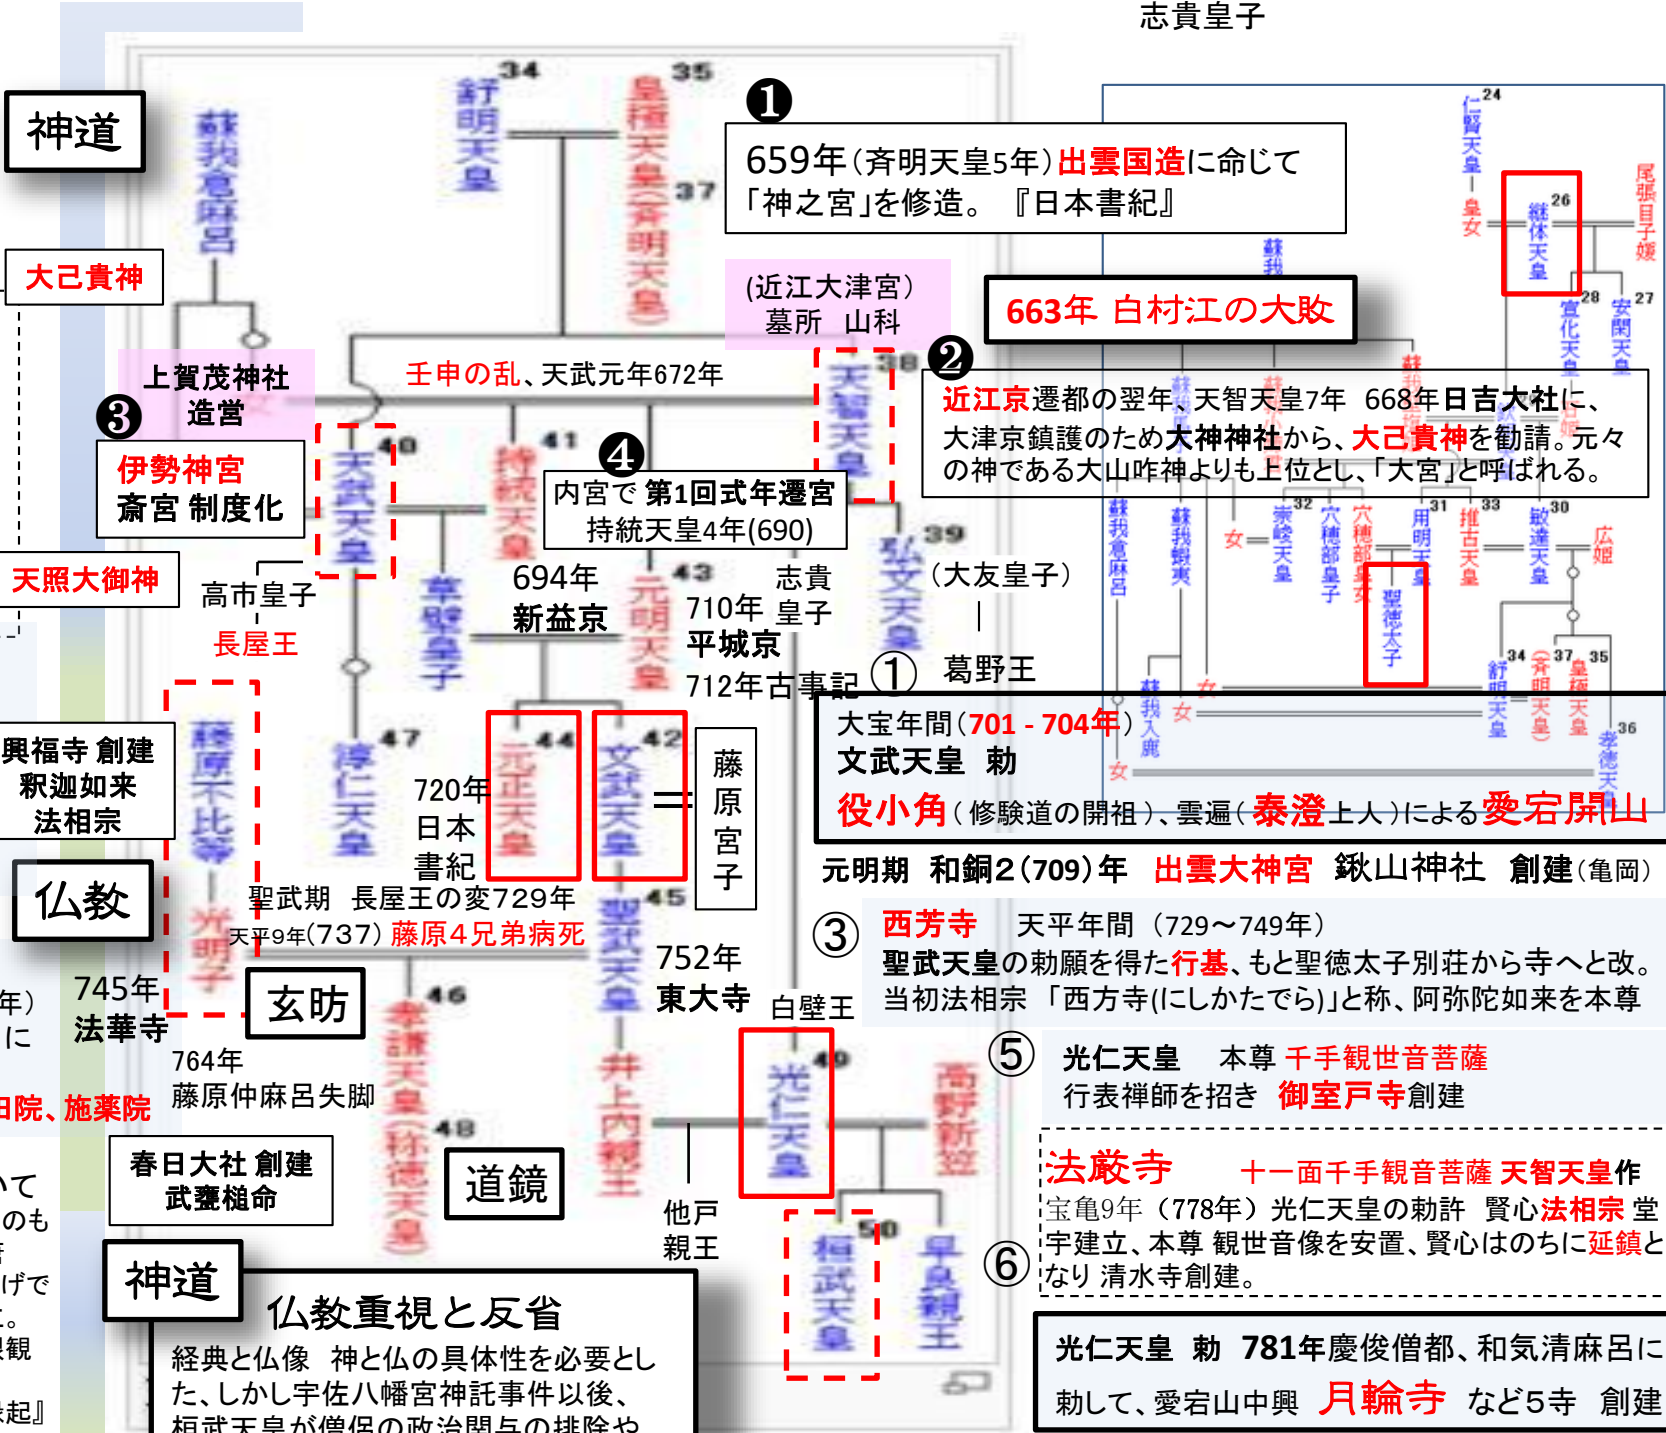 志貴皇子
神道
蘇我倉麻呂
34
舒明天皇
35
皇極天皇(斉明天皇)
37
❶
659年(斉明天皇5年)出雲国造に命じて
「神之宮」を修造。『日本書紀』
24
仁賢天皇
皇女
26
継体天皇
尾張目子媛
28
宣化天皇
27
安閑天皇
大己貴神
(近江大津宮)
墓所 山科
663年 白村江の大敗
上賀茂神社
造営
壬申の乱、天武元年672年
38
天智天皇
❷
近江京遷都の翌年、天智天皇7年 668年日吉大社に、
大津京鎮護のため大神神社から、大己貴神を勧請。元々
の神である大山咋神よりも上位とし、「大宮」と呼ばれる。
❸
伊勢神宮
斎宮 制度化
40
天武天皇
41
持統天皇
❹
内宮で 第1回式年遷宮
持統天皇4年(690)
39
弘文天皇
(大友皇子)
葛野王
蘇我倉麻呂
蘇我蝦夷
女
32
崇峻天皇
穴穂部皇子
穴穂部皇女
31
用明天皇
33
推古天皇
30
敏達天皇
広姫
聖徳太子
天照大御神
高市皇子
長屋王
草壁皇子
694年
新益京
43
元明天皇
710年
平城京
712年古事記
志貴
皇子
蘇我入鹿
女
女
女
34
舒明天皇
37
(斉明天皇)
35
皇極天皇
36
孝徳天皇
①
大宝年間(701 - 704年)
文武天皇 勅
役小角(修験道の開祖)、雲遍(泰澄上人)による愛宕開山
藤原不比等
興福寺 創建
釈迦如来
法相宗
47
淳仁天皇
720年
日本
書紀
44
元正天皇
42
文武天皇
藤原宮子
元明期 和銅2(709)年 出雲大神宮 鍬山神社 創建(亀岡)
仏教
光明子
聖武期 長屋王の変729年
天平9年(737) 藤原4兄弟病死
45
聖武天皇
③
西芳寺 天平年間 (729~749年)
聖武天皇の勅願を得た行基、もと聖徳太子別荘から寺へと改。
当初法相宗 「西方寺(にしかたでら)」と称、阿弥陀如来を本尊
年)
に
745年
法華寺
玄昉
46
孝謙天皇(称徳天皇)
48
752年
東大寺
白壁王
764年
藤原仲麻呂失脚
田院、施薬院
井上内親王
49
光仁天皇
高野新笠
⑤
光仁天皇 本尊 千手観世音菩薩
行表禅師を招き 御室戸寺創建
春日大社 創建
武甕槌命
道鏡
他戸
親王
50
桓武天皇
早良親王
⑥
法厳寺 十一面千手観音菩薩 天智天皇作
宝亀9年 (778年) 光仁天皇の勅許 賢心法相宗 堂
宇建立、本尊 観世音像を安置、賢心はのちに延鎮と
なり 清水寺創建。
いて
のも
げで
観
起』
神道
仏教重視と反省
経典と仏像 神と仏の具体性を必要とし
た、しかし宇佐八幡宮神託事件以後、
桓武天皇が僧侶の政治関与の排除や
光仁天皇 勅 781年慶俊僧都、和気清麻呂に
勅して、愛宕山中興 月輪寺 など5寺 創建